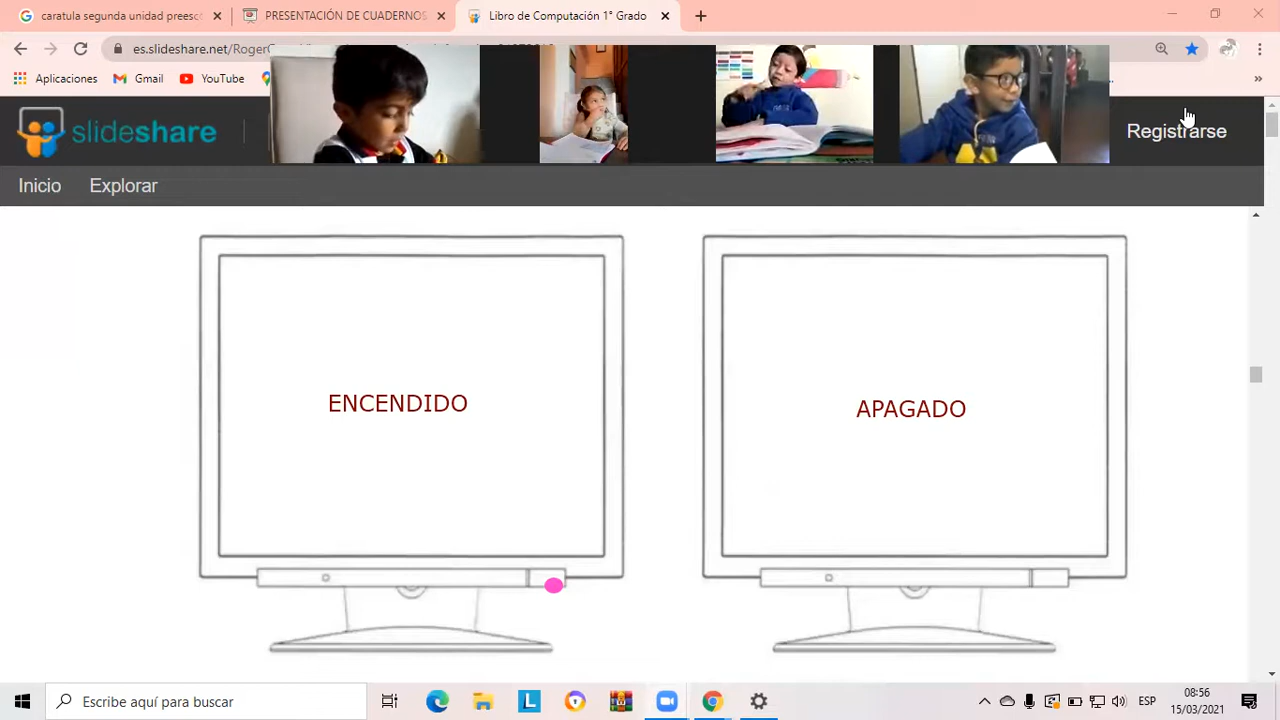 caratula segunda unidad preesc
PRESENTACIÓN DE CUADERNOS
Libro de Computación 1° Grado
es.slideshare.net/Roger
caciones
Gmail
YouTube
slideshare
Registrarse
Inicio
Explorar
ENCENDIDO
APAGADO
Escribe aquí para buscar
L
ESP
08:56
15/03/2021